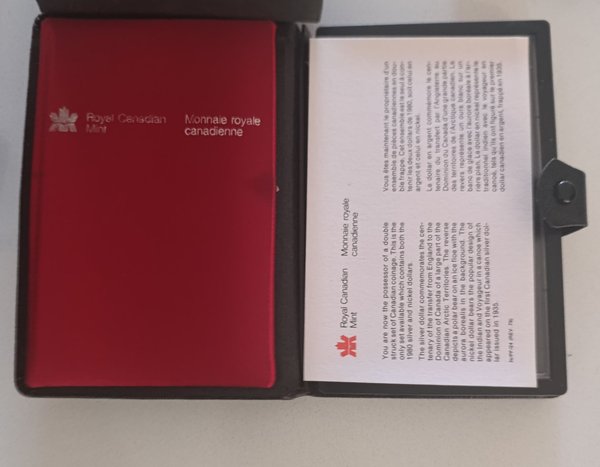 Royal Canadian
Mint
Monnaie royale
canadienne
Royal Canadian
Mint
Monnaie royale
canadienne
You are now the possessor of a double
struck set of Canadian coinage. This is the
only set available which contains both the
1980 silver and nickel dollars.
The silver dollar commemorates the cen-
tenary of the transfer from England to the
Dominion of Canada of a large part of the
Canadian Arctic Territories. The reverse
depicts a polar bear on an ice floe with the
aurora borealis in the background. The
nickel dollar bears the popular design of
the Indian and Voyageur in a canoe which
appeared on the first Canadian silver dol-
lar issued in 1935.
Vous êtes maintenant le propriétaire d'un
ensemble de pièces canadiennes en dou-
ble frappe. Cet ensemble est le seul à con-
tenir les deux dollars de 1980, soit celui en
argent et celui en nickel.
Le dollar en argent commémore le cen-
tenaire du transfert par l'Angleterre au
Dominion du Canada d'une grande partie
des territoires de l'Arctique canadien. Le
revers représente un ours blanc sur un
banc de glace avec l'aurore boréale à l'ar-
rière plan. Le dollar en nickel représente le
traditionnel indien avec le voyageur en
canoë, tels qu'ils ont figuré sur le premier
dollar canadien en argent, frappé en 1935.